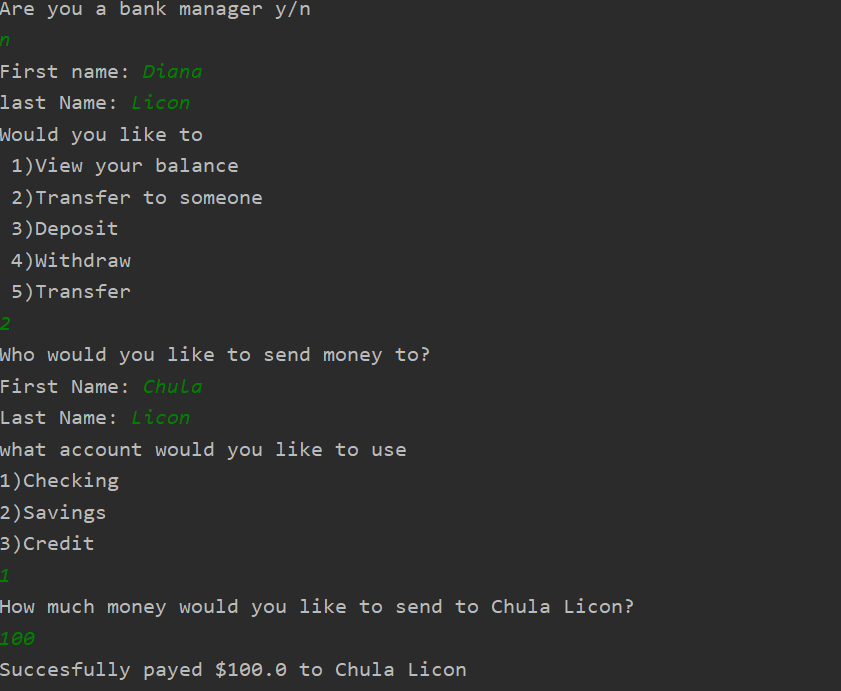 Are you a bank manager y/n
n
First name: Diana
last Name: Licon
Would you like to
1)View your balance
2)Transfer to someone
3)Deposit
4)Withdraw
5)Transfer
2
Who would you like to send money to?
First Name: Chula
Last Name: Licon
what account would you like to use
1)Checking
2)Savings
3)Credit
1
How much money would you like to send to Chula Licon?
100
Succesfully payed $100.0 to Chula Licon